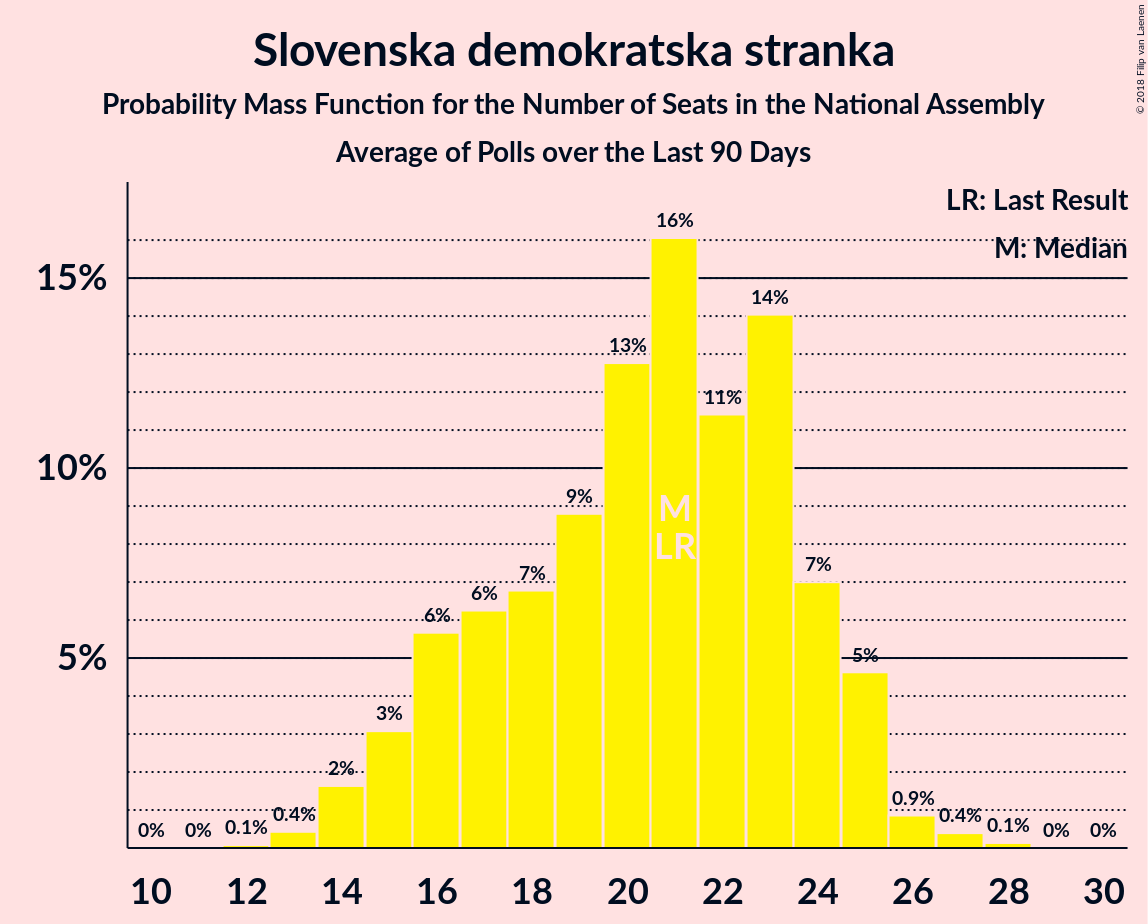 Slovenska demokratska stranka
Probability Mass Function for the Number of Seats in the National Assembly
Average of Polls over the Last 90 Days
© 2018 Filip van Laenen
LR: Last Result
M: Median
15%
10%
5%
0%
0%
0.1%
0.4%
2%
3%
6%
6%
7%
9%
13%
16%
11%
14%
7%
5%
0.9%
0.4%
0.1%
0%
0%
M
LR
10 12 14 16 18 20 22 24 26 28 30